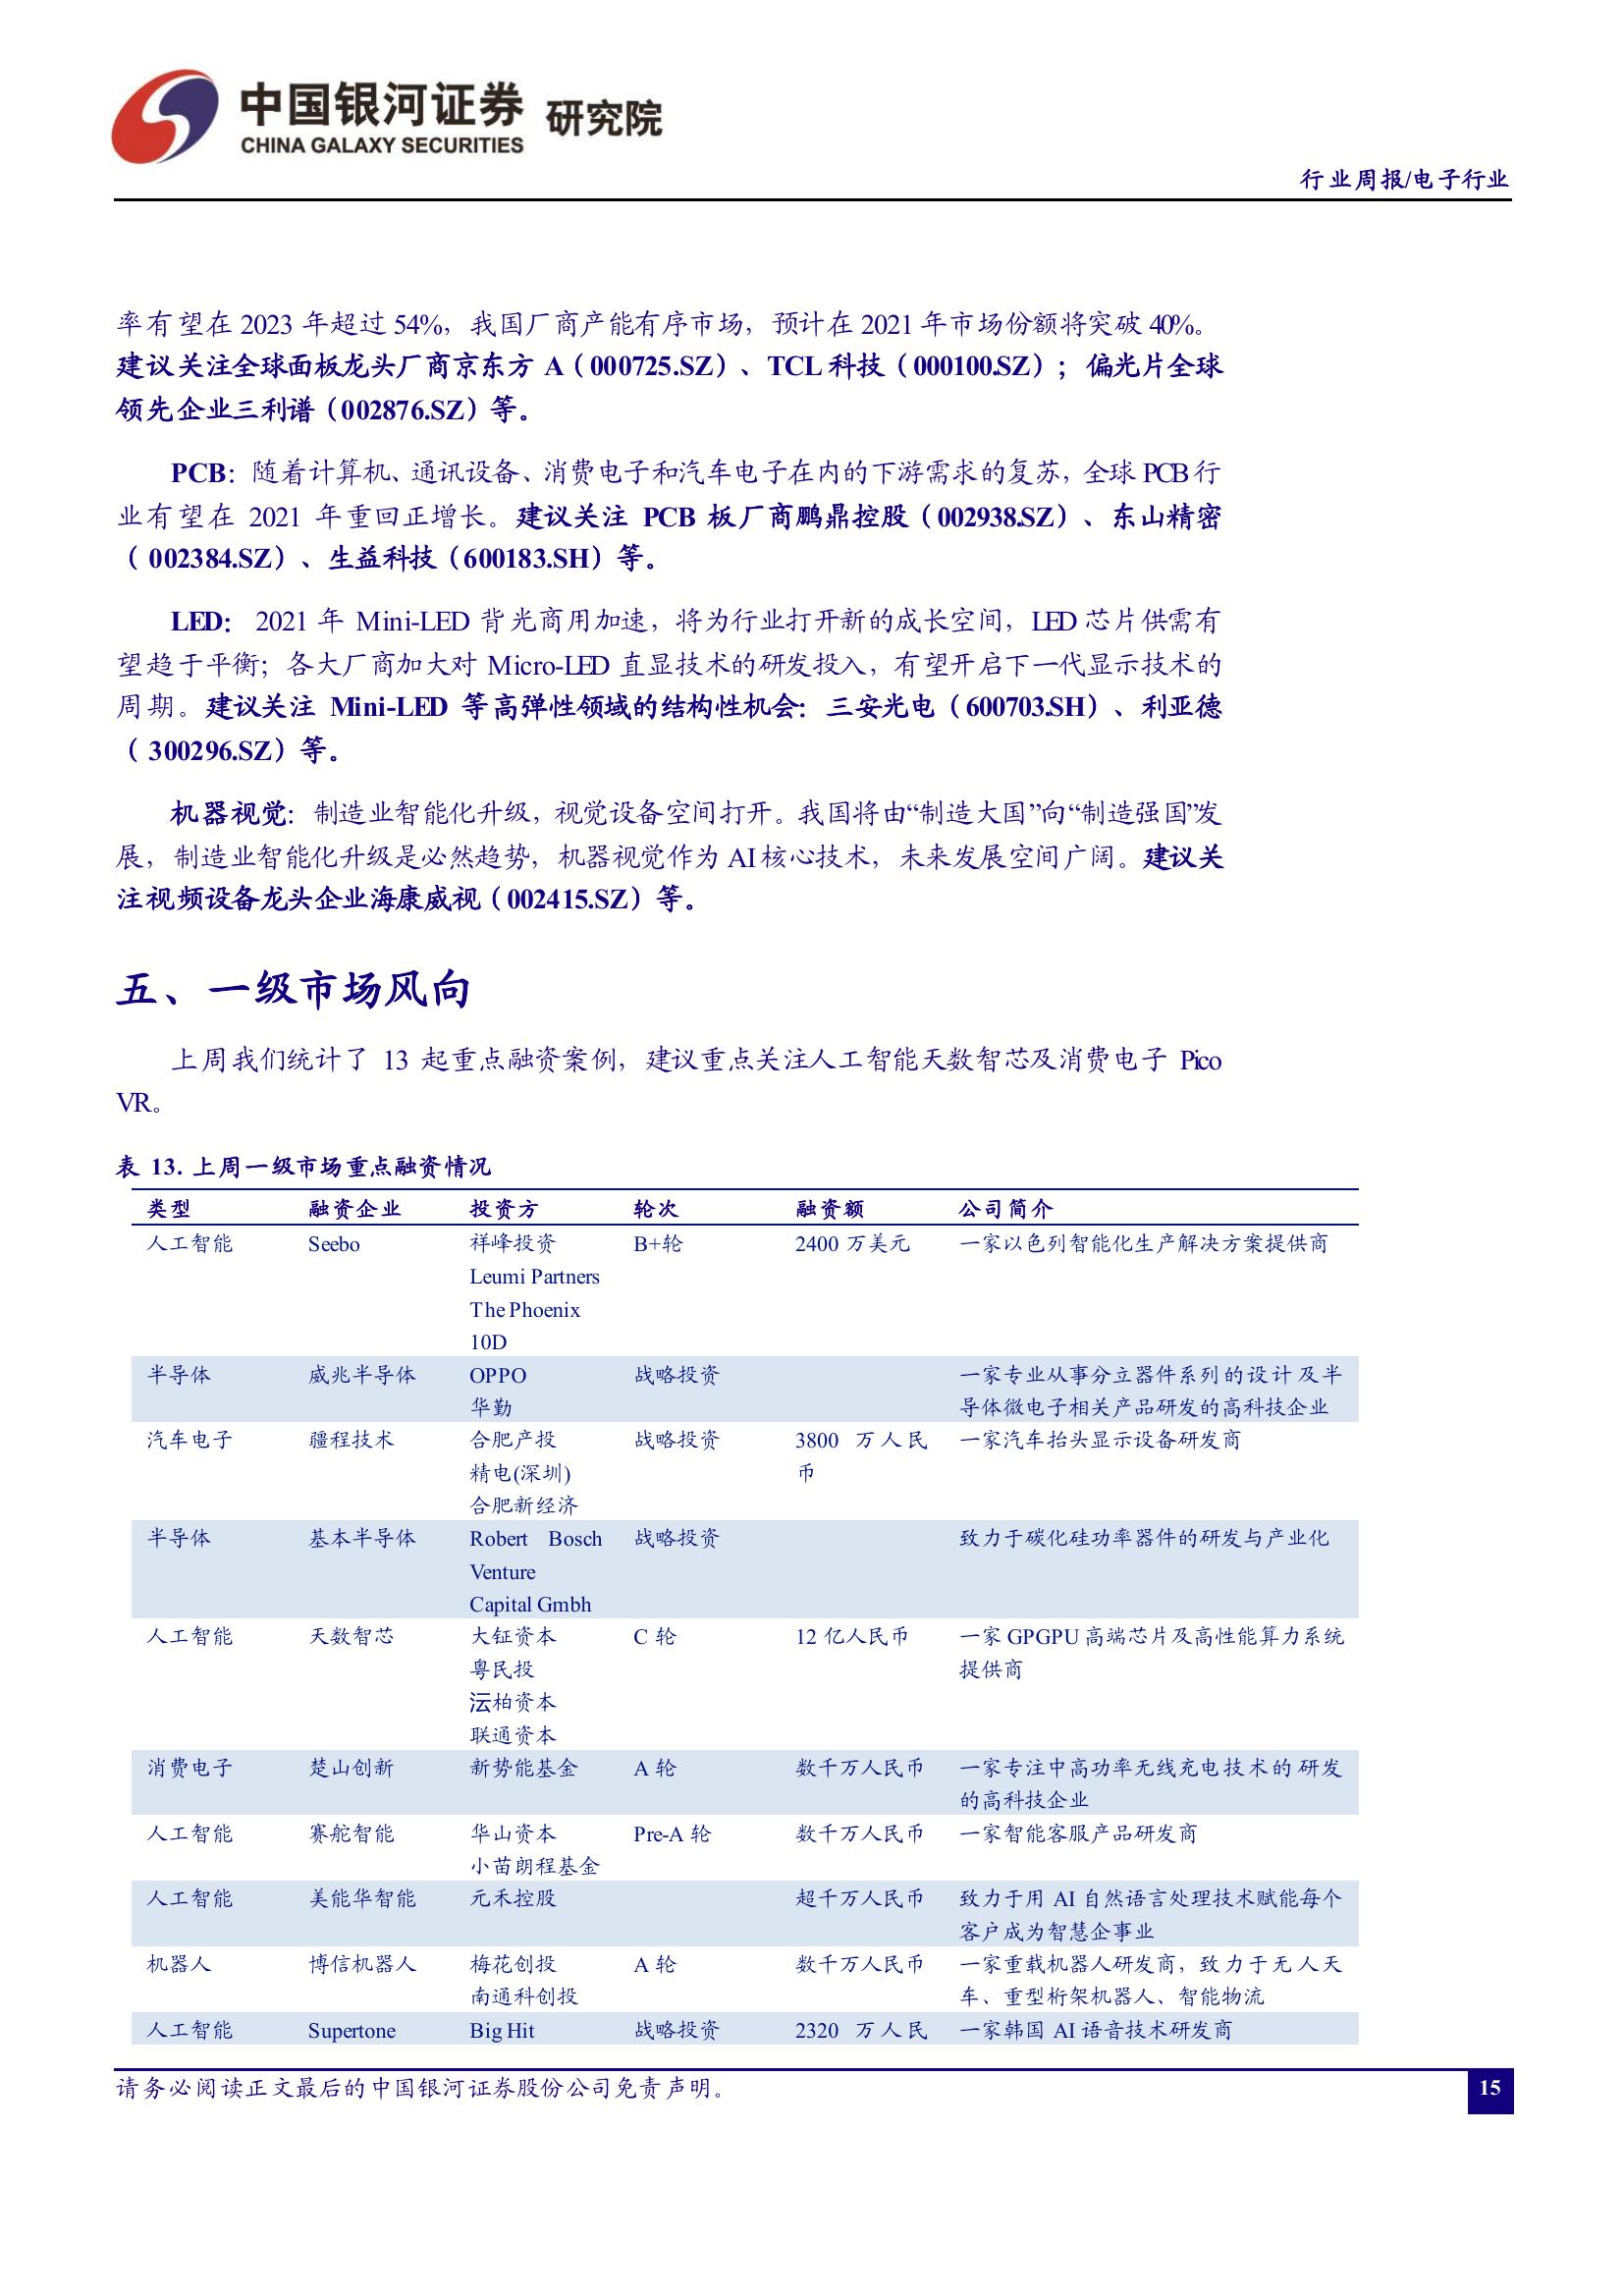 中国银河证券 研究院
CHINA GALAXY SECURITIES
行业周报/电子行业
率有望在 2023 年超过 54%，我国厂商产能有序市场，预计在 2021 年市场份额将突破 40%。
建议关注全球面板龙头厂商京东方 A（000725.SZ）、TCL 科技（000100.SZ）；偏光片全球
领先企业三利谱（002876.SZ）等。
PCB：随着计算机、通讯设备、消费电子和汽车电子在内的下游需求的复苏，全球 PCB 行
业有望在 2021 年重回正增长。建议关注 PCB 板厂商鹏鼎控股（002938.SZ）、东山精密
（002384.SZ）、生益科技（600183.SH）等。
LED： 2021 年 Mini-LED 背光商用加速，将为行业打开新的成长空间，LED 芯片供需有
望趋于平衡；各大厂商加大对 Micro-LED 直显技术的研发投入，有望开启下一代显示技术的
周期。建议关注 Mini-LED 等高弹性领域的结构性机会：三安光电（600703.SH）、利亚德
（300296.SZ）等。
机器视觉：制造业智能化升级，视觉设备空间打开。我国将由“制造大国”向“制造强国”发
展，制造业智能化升级是必然趋势，机器视觉作为 AI 核心技术，未来发展空间广阔。建议关
注视频设备龙头企业海康威视（002415.SZ）等。
五、一级市场风向
上周我们统计了 13 起重点融资案例，建议重点关注人工智能天数智芯及消费电子 Pico
VR。
表 13. 上周一级市场重点融资情况
类型 融资企业 投资方 轮次 融资额 公司简介
人工智能 Seebo 祥峰投资 B+轮 2400 万美元 一家以色列智能化生产解决方案提供商
Leumi Partners
The Phoenix
10D
半导体 威兆半导体 OPPO 战略投资 一家专业从事分立器件系列的设计及半
华勤 导体微电子相关产品研发的高科技企业
汽车电子 疆程技术 合肥产投 战略投资 3800 万人民 一家汽车抬头显示设备研发商
精电(深圳) 币
合肥新经济
半导体 基本半导体 Robert Bosch 战略投资 致力于碳化硅功率器件的研发与产业化
Venture
Capital Gmbh
人工智能 天数智芯 大钲资本 C 轮 12 亿人民币 一家 GPGPU 高端芯片及高性能算力系统
粤民投 提供商
沄柏资本
联通资本
消费电子 楚山创新 新势能基金 A 轮 数千万人民币 一家专注中高功率无线充电技术的研发
的高科技企业
人工智能 赛舵智能 华山资本 Pre-A 轮 数千万人民币 一家智能客服产品研发商
小苗朗程基金
人工智能 美能华智能 元禾控股 超千万人民币 致力于用 AI 自然语言处理技术赋能每个
客户成为智慧企事业
机器人 博信机器人 梅花创投 A 轮 数千万人民币 一家重载机器人研发商，致力于无人天
南通科创投 车、重型桁架机器人、智能物流
人工智能 Supertone Big Hit 战略投资 2320 万人民 一家韩国 AI 语音技术研发商
请务必阅读正文最后的中国银河证券股份公司免责声明。
15